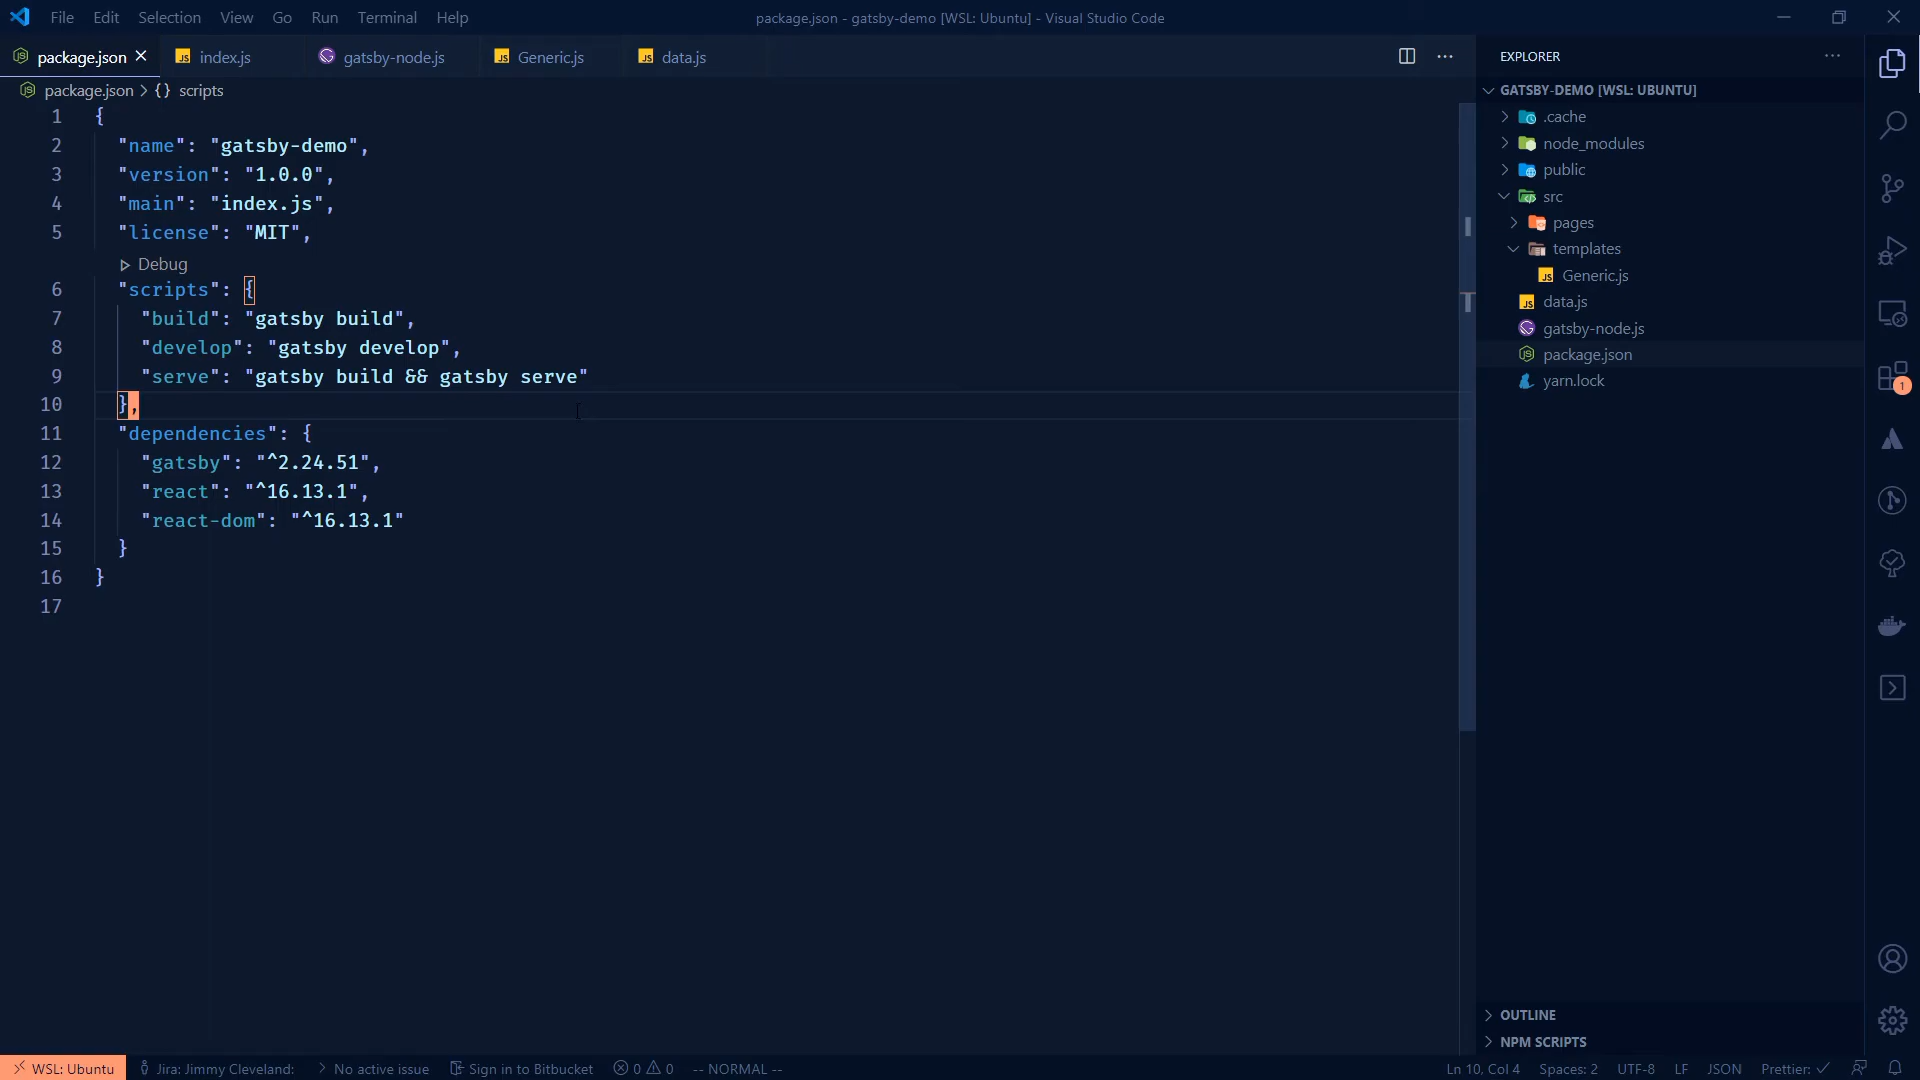 File Edit Selection View Go Run Terminal Help
package.json - gatsby-demo [WSL: Ubuntu] - Visual Studio Code
package.json index.js gatsby-node.js Generic.js data.js
package.json > {} scripts
1 {
2 "name": "gatsby-demo",
3 "version": "1.0.0",
4 "main": "index.js",
5 "license": "MIT",
Debug
6 "scripts": {
7 "build": "gatsby build",
8 "develop": "gatsby develop",
9 "serve": "gatsby build && gatsby serve"
10 },
11 "dependencies": {
12 "gatsby": "^2.24.51",
13 "react": "^16.13.1",
14 "react-dom": "^16.13.1"
15 }
16 }
17
EXPLORER
GATSBY-DEMO [WSL: UBUNTU]
.cache
node_modules
public
src
pages
templates
Generic.js
data.js
gatsby-node.js
package.json
yarn.lock
OUTLINE
NPM SCRIPTS
1
WSL: Ubuntu Jira: Jimmy Cleveland: No active issue Sign in to Bitbucket 0 0 -- NORMAL -- Ln 10, Col 4 Spaces: 2 UTF-8 LF JSON Prettier: ✓